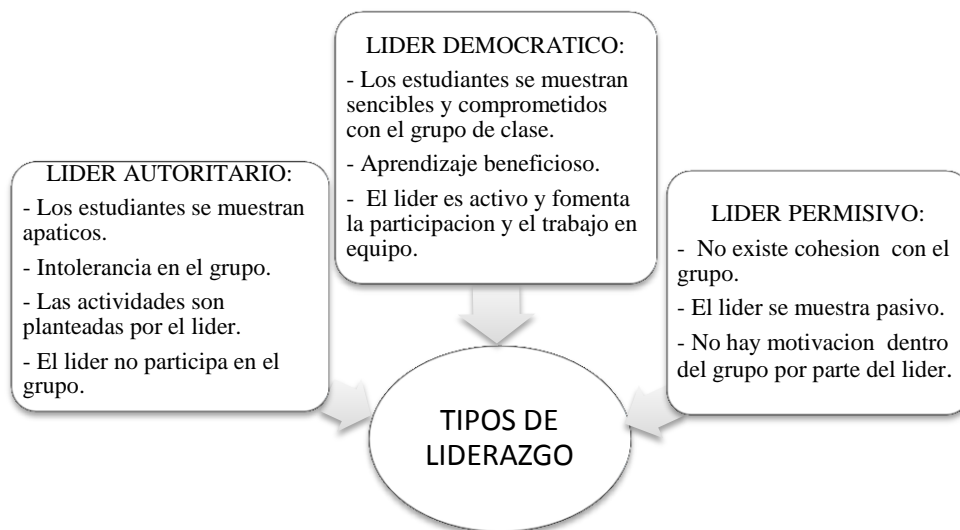 LIDER AUTORITARIO:
- Los estudiantes se muestran
apaticos.
- Intolerancia en el grupo.
- Las actividades son
planteadas por el lider.
- El lider no participa en el
grupo.
LIDER DEMOCRATICO:
- Los estudiantes se muestran
sencibles y comprometidos
con el grupo de clase.
- Aprendizaje beneficioso.
- El lider es activo y fomenta
la participacion y el trabajo en
equipo.
LIDER PERMISIVO:
- No existe cohesion con el
grupo.
- El lider se muestra pasivo.
- No hay motivacion dentro
del grupo por parte del lider.
TIPOS DE
LIDERAZGO